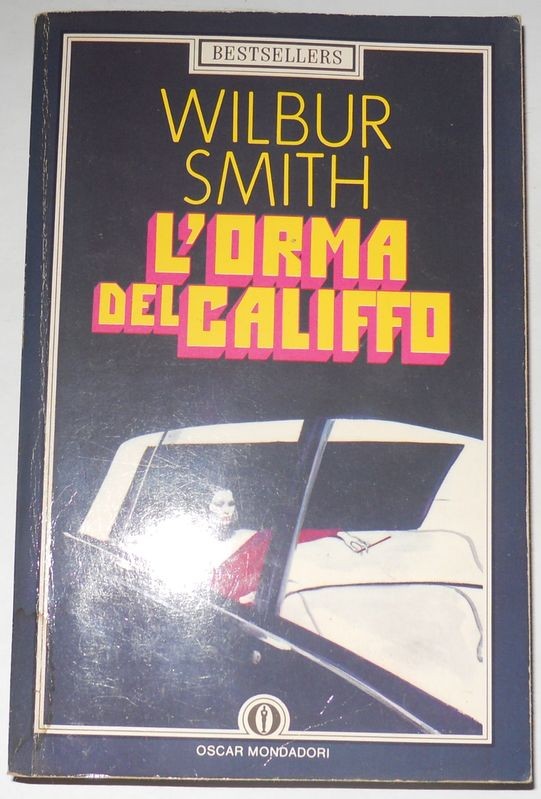 BESTSELLERS
WILBUR
SMITH
L'ORMA
DEL CALIFFO
OSCAR MONDADORI